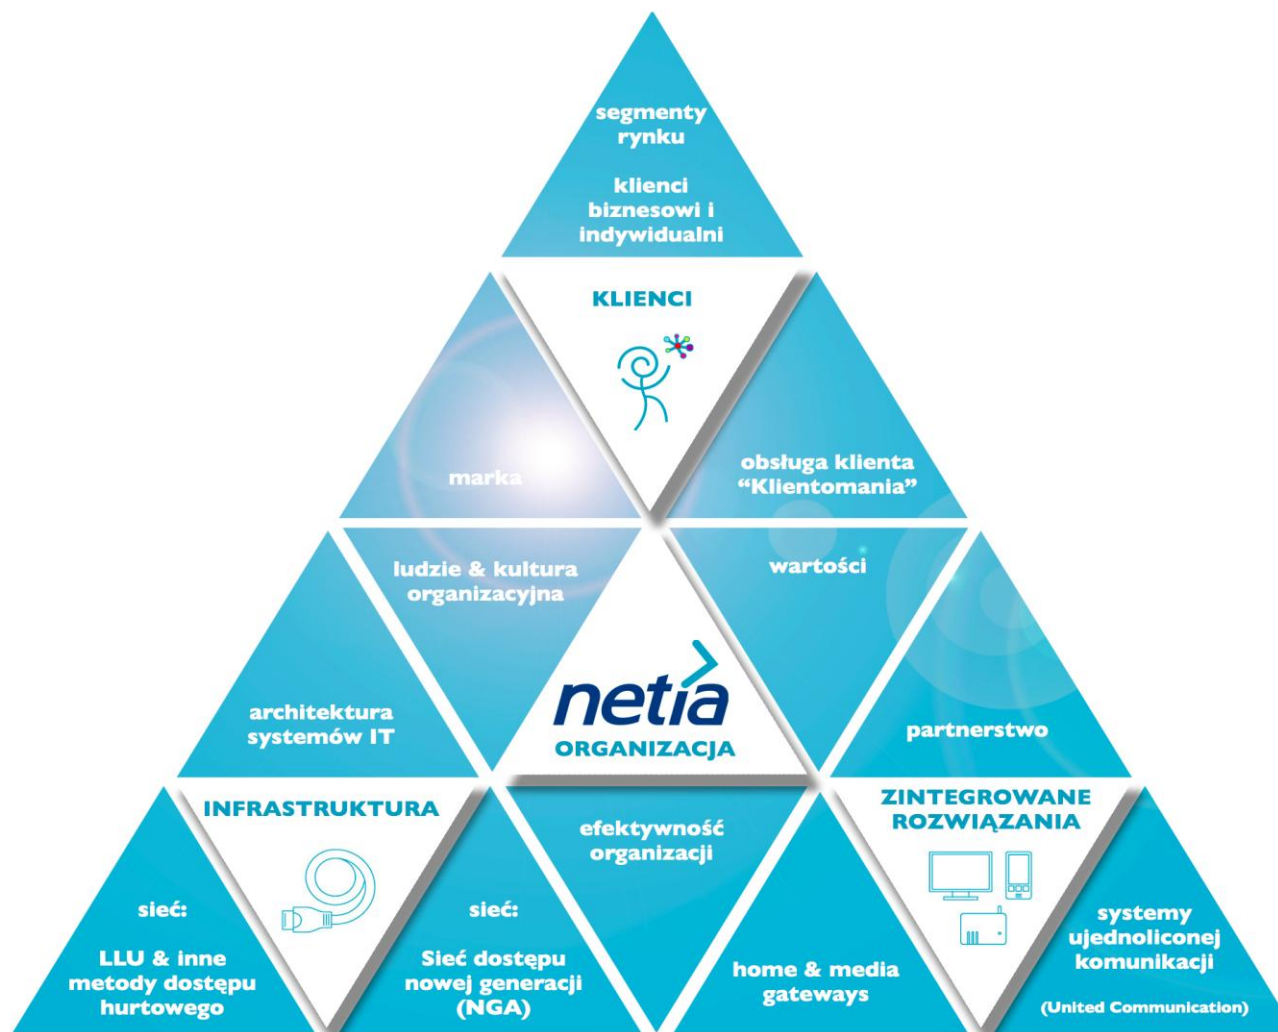 segmenty
rynku
klienci
biznesowi i
indywidualni
KLIENCI
marka
obsługa klienta
“Klientomania”
ludzie & kultura
organizacyjna
wartości
netia
ORGANIZACJA
architektura
systemów IT
partnerstwo
INFRASTRUKTURA
efektywność
organizacji
ZINTEGROWANE
ROZWIĄZANIA
sieć:
LLU & inne
metody dostępu
hurtowego
sieć:
Sieć dostępu
nowej generacji
(NGA)
home & media
gateways
systemy
ujednoliconej
komunikacji
(United Communication)